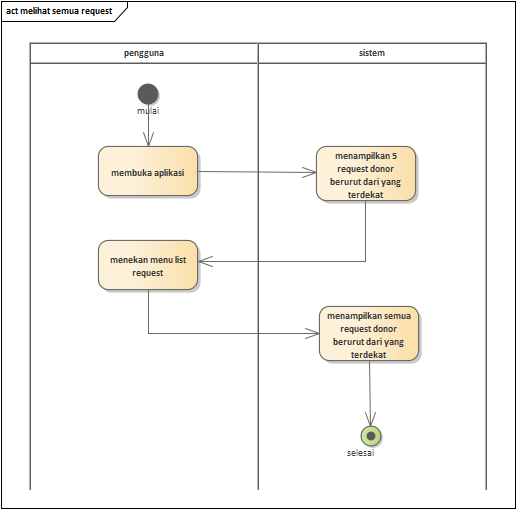 act melihat semua request
pengguna
sistem
mulai
membuka aplikasi
menampilkan 5
request donor
berurut dari yang
terdekat
menekan menu list
request
menampilkan semua
request donor
berurut dari yang
terdekat
selesai